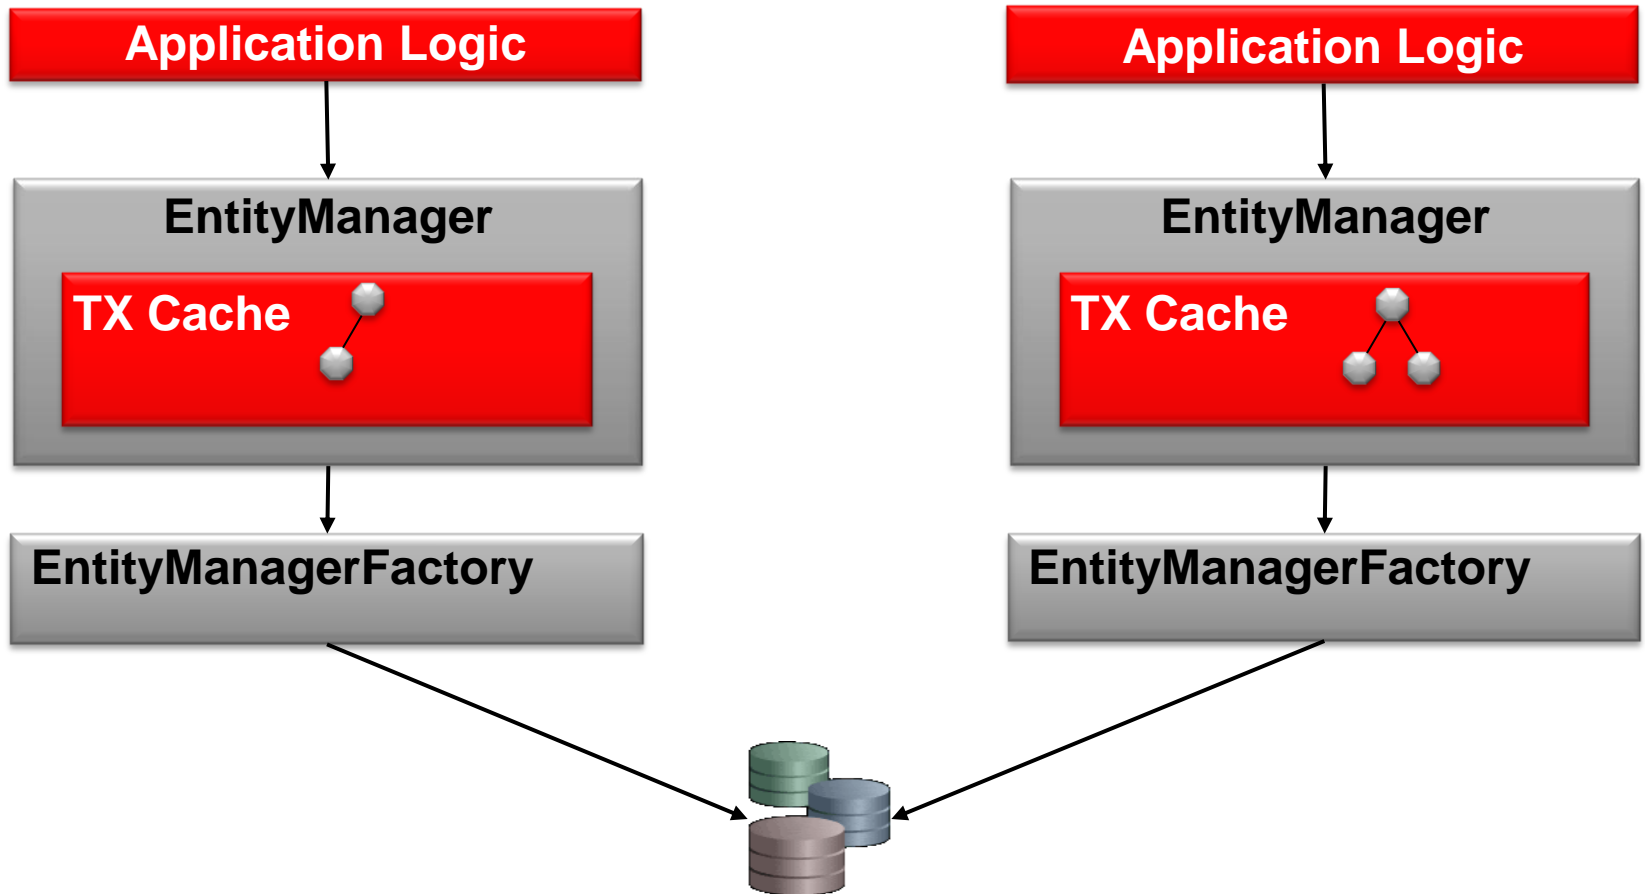 Application Logic
Application Logic
EntityManager
EntityManager
TX Cache
TX Cache
EntityManagerFactory
EntityManagerFactory